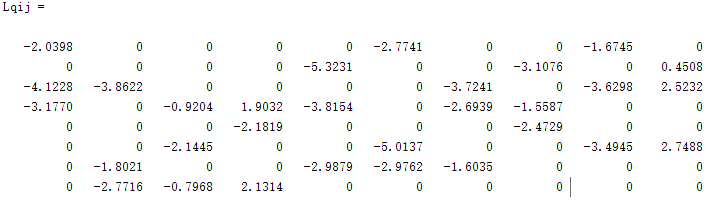 Lqij =
-2.0398 0 0 0 0 -2.7741 0 0 -1.6745 0
0 0 0 0 -5.3231 0 0 -3.1076 0 0.4508
-4.1228 -3.8622 0 0 0 0 -3.7241 0 -3.6298 2.5232
-3.1770 0 -0.9204 1.9032 -3.8154 0 -2.6939 -1.5587 0 0
0 0 0 -2.1819 0 0 0 -2.4729 0 0
0 0 -2.1445 0 0 -5.0137 0 0 -3.4945 2.7488
0 -1.8021 0 0 -2.9879 -2.9762 -1.6035 0 0 0
0 -2.7716 -0.7968 2.1314 0 0 0 0 0 0